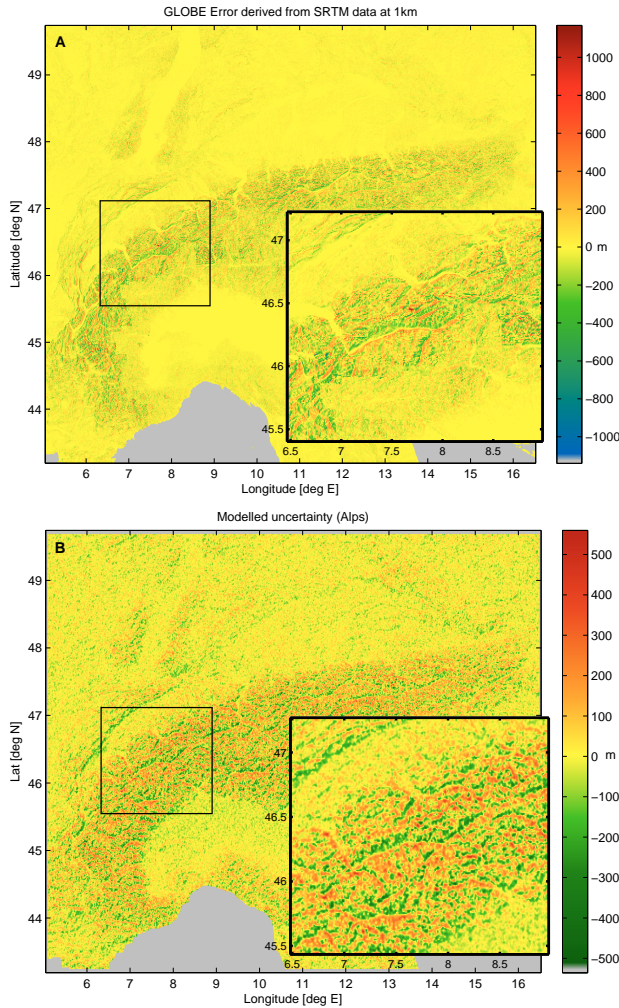 GLOBE Error derived from SRTM data at 1km
A
49
48
47
46
45
44
Latitude [deg N]
6 7 8 9 10 11 12 13 14 15 16
Longitude [deg E]
47
46.5
46
45.5
6.5 7 7.5 8 8.5
1000
800
600
400
200
0 m
−200
−400
−600
−800
−1000
Modelled uncertainty (Alps)
B
49
48
47
46
45
44
Lat [deg N]
6 7 8 9 10 11 12 13 14 15 16
Longitude [deg E]
47
46.5
46
45.5
6.5 7 7.5 8 8.5
500
400
300
200
100
0 m
−100
−200
−300
−400
−500